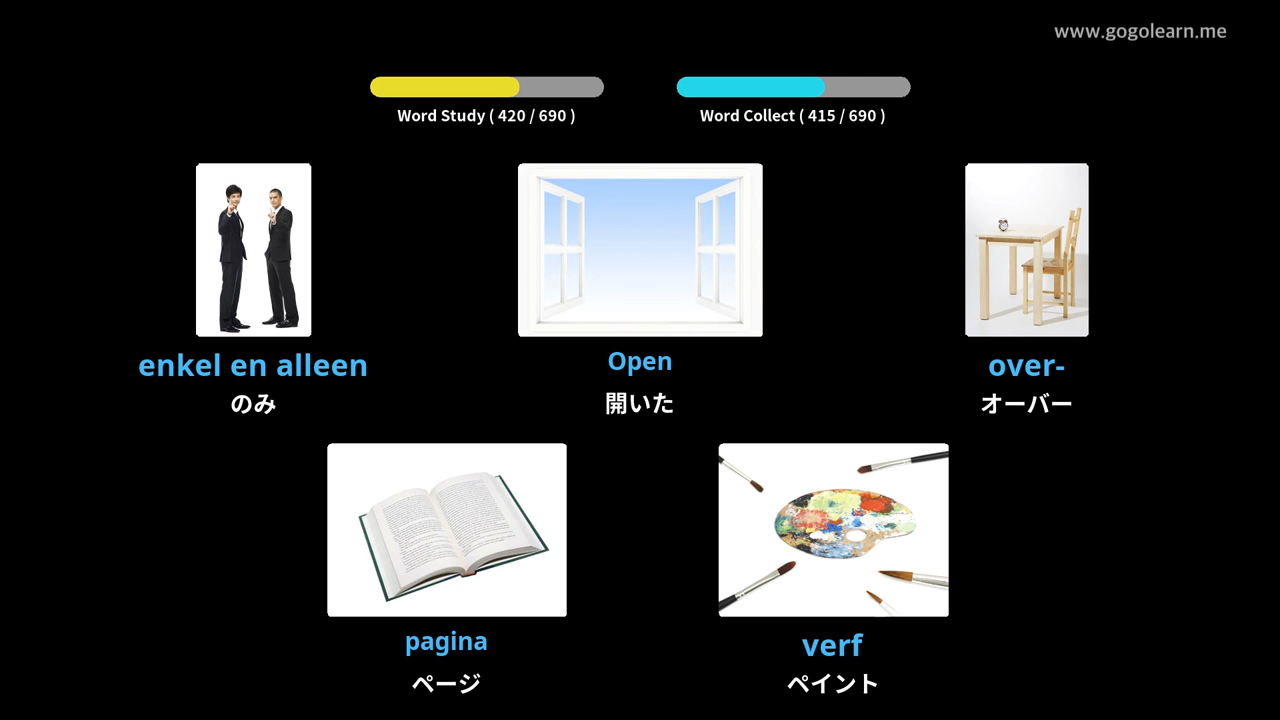 www.gogolearn.me
Word Study ( 420 / 690 )
Word Collect ( 415 / 690 )
enkel en alleen
のみ
Open
開いた
over-
オーバー
pagina
ページ
verf
ペイント